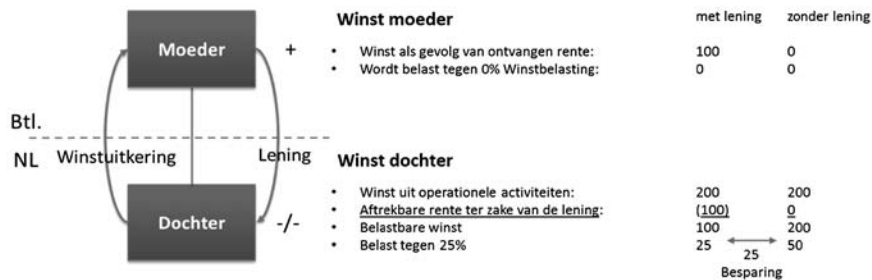 Winst moeder met lening zonder lening
Moeder + • Winst als gevolg van ontvangen rente: 100 0
• Wordt belast tegen 0% Winstbelasting: 0 0
Btl.
NL Winstuitkering Lening
Winst dochter
• Winst uit operationele activiteiten: 200 200
Dochter -/- • Aftrekbare rente ter zake van de lening: (100) 0
• Belastbare winst 100 200
• Belast tegen 25% 25 25 50
Besparing